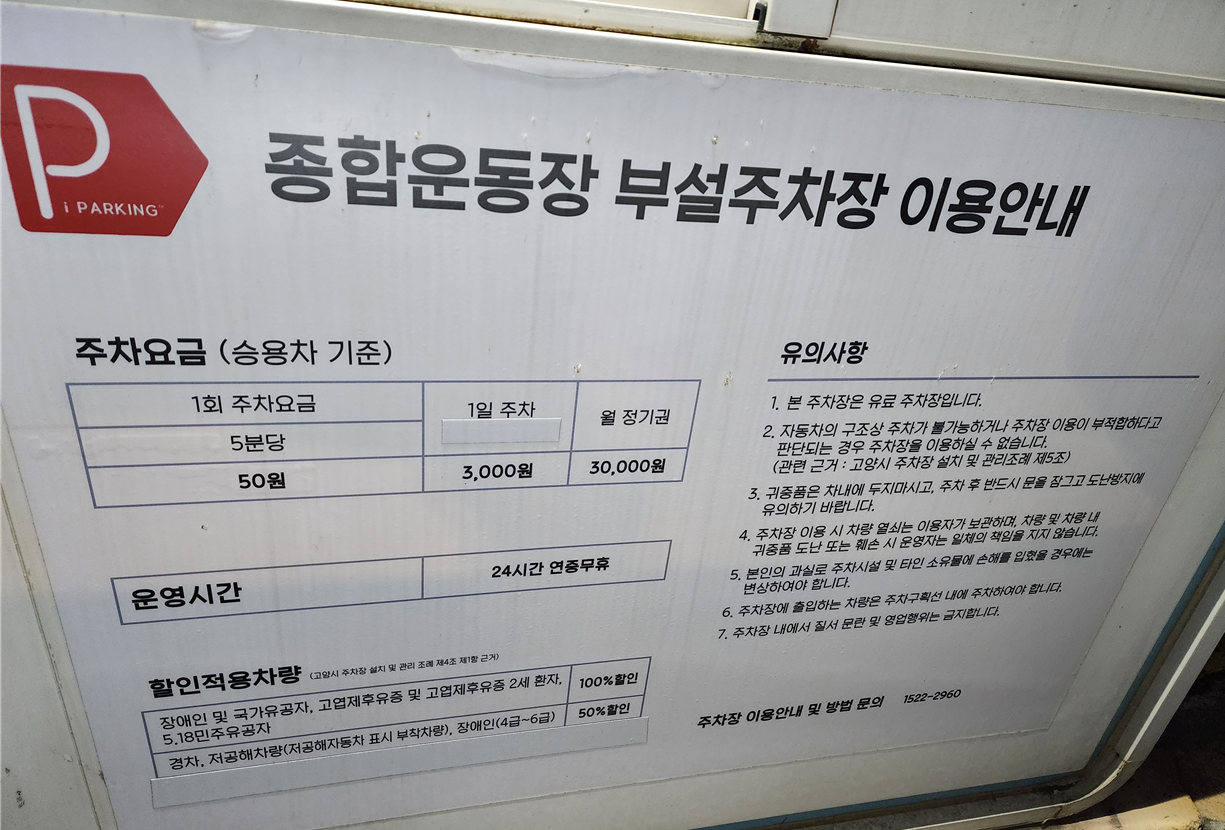 P
i PARKING™
종합운동장 부설주차장 이용안내
주차요금 (승용차 기준)
1회 주차요금
1일 주차
월 정기권
5분당
50원
3,000원
30,000원
운영시간
24시간 연중무휴
할인적용차량 (고양시 주차장 설치 및 관리 조례 제4조 제1항 근거)
장애인 및 국가유공자, 고엽제후유증 및 고엽제후유증 2세 환자,
5.18민주유공자
100%할인
경차, 저공해차량(저공해자동차 표시 부착차량), 장애인(4급~6급)
50%할인
유의사항
1. 본 주차장은 유료 주차장입니다.
2. 자동차의 구조상 주차가 불가능하거나 주차장 이용이 부적합하다고
판단되는 경우 주차장을 이용하실 수 없습니다.
(관련 근거 : 고양시 주차장 설치 및 관리조례 제5조)
3. 귀중품은 차내에 두지마시고, 주차 후 반드시 문을 잠그고 도난방지에
유의하기 바랍니다.
4. 주차장 이용 시 차량 열쇠는 이용자가 보관하며, 차량 및 차량 내
귀중품 도난 또는 훼손 시 운영자는 일체의 책임을 지지 않습니다.
5. 본인의 과실로 주차시설 및 타인 소유물에 손해를 입혔을 경우에는
변상하여야 합니다.
6. 주차장에 출입하는 차량은 주차구획선 내에 주차하여야 합니다.
7. 주차장 내에서 질서 문란 및 영업행위는 금지합니다.
주차장 이용안내 및 방법 문의 1522-2960